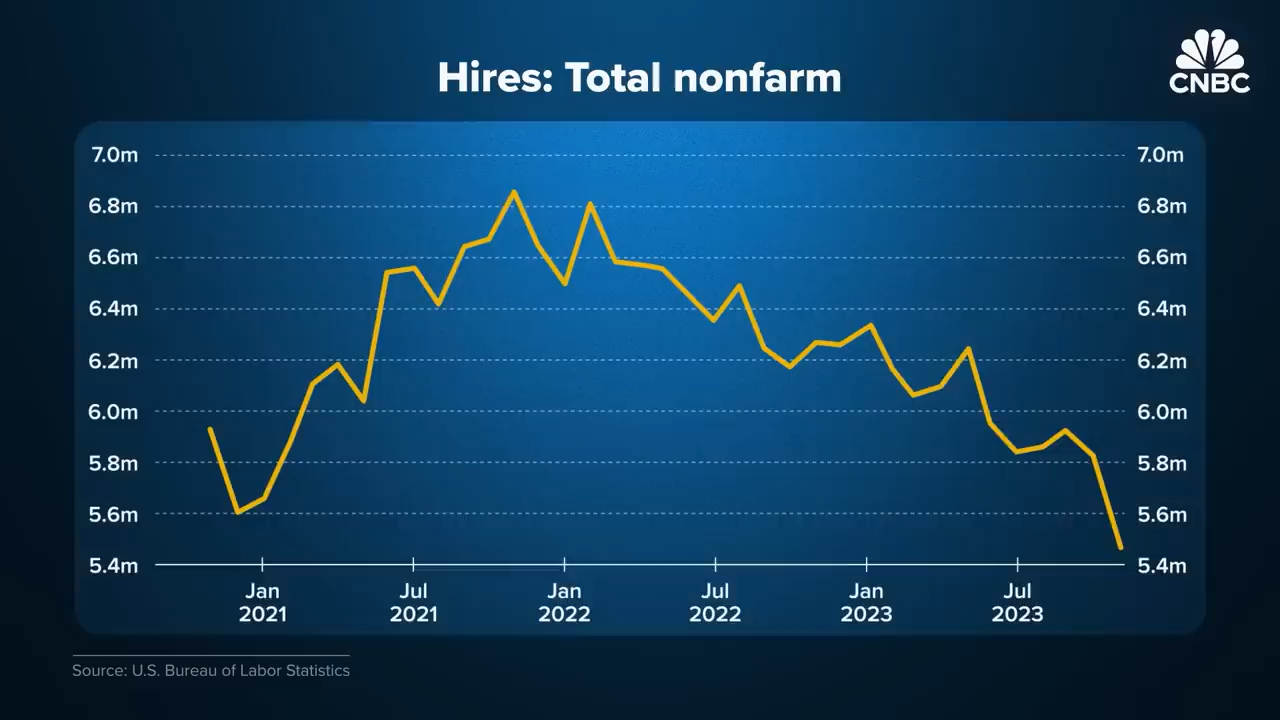 CNBC
Hires: Total nonfarm
7.0m 7.0m
6.8m 6.8m
6.6m 6.6m
6.4m 6.4m
6.2m 6.2m
6.0m 6.0m
5.8m 5.8m
5.6m 5.6m
5.4m 5.4m
Jan Jul Jan Jul Jan Jul
2021 2021 2022 2022 2023 2023
Source: U.S. Bureau of Labor Statistics